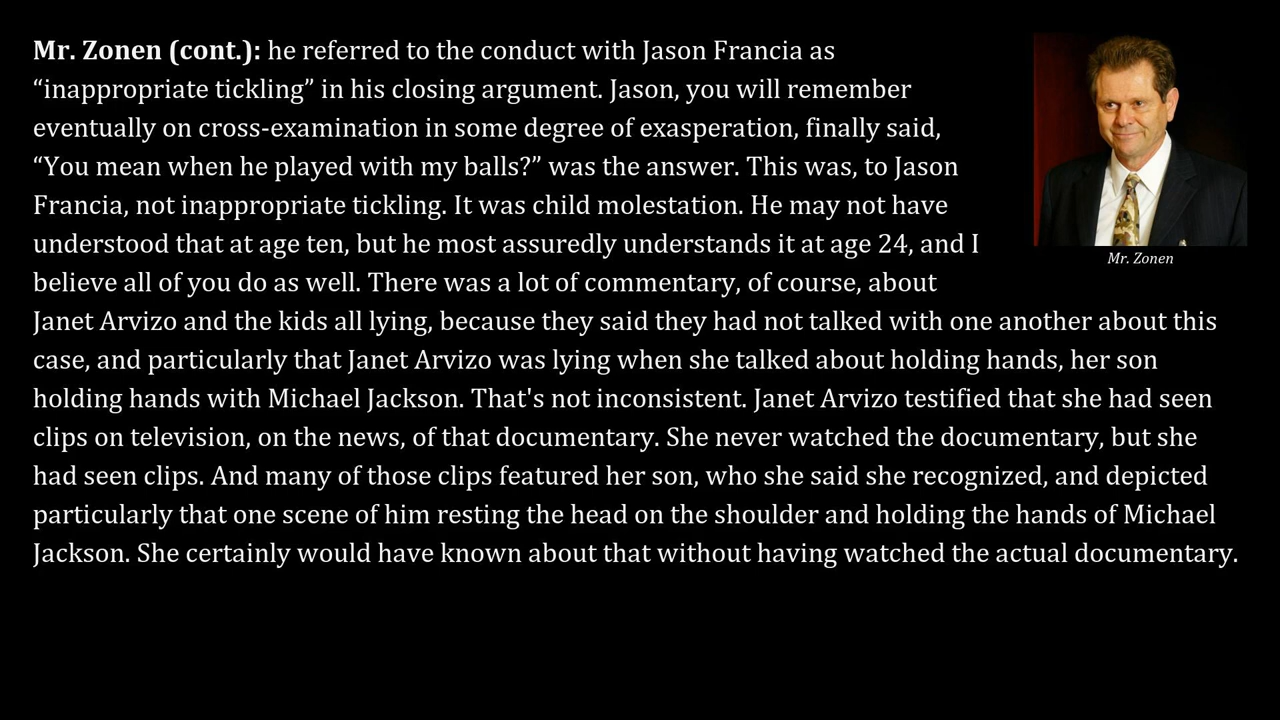 Mr. Zonen (cont.): he referred to the conduct with Jason Francia as
“inappropriate tickling” in his closing argument. Jason, you will remember
eventually on cross-examination in some degree of exasperation, finally said,
“You mean when he played with my balls?” was the answer. This was, to Jason
Francia, not inappropriate tickling. It was child molestation. He may not have
understood that at age ten, but he most assuredly understands it at age 24, and I
believe all of you do as well. There was a lot of commentary, of course, about
Janet Arvizo and the kids all lying, because they said they had not talked with one another about this
case, and particularly that Janet Arvizo was lying when she talked about holding hands, her son
holding hands with Michael Jackson. That's not inconsistent. Janet Arvizo testified that she had seen
clips on television, on the news, of that documentary. She never watched the documentary, but she
had seen clips. And many of those clips featured her son, who she said she recognized, and depicted
particularly that one scene of him resting the head on the shoulder and holding the hands of Michael
Jackson. She certainly would have known about that without having watched the actual documentary.
Mr. Zonen